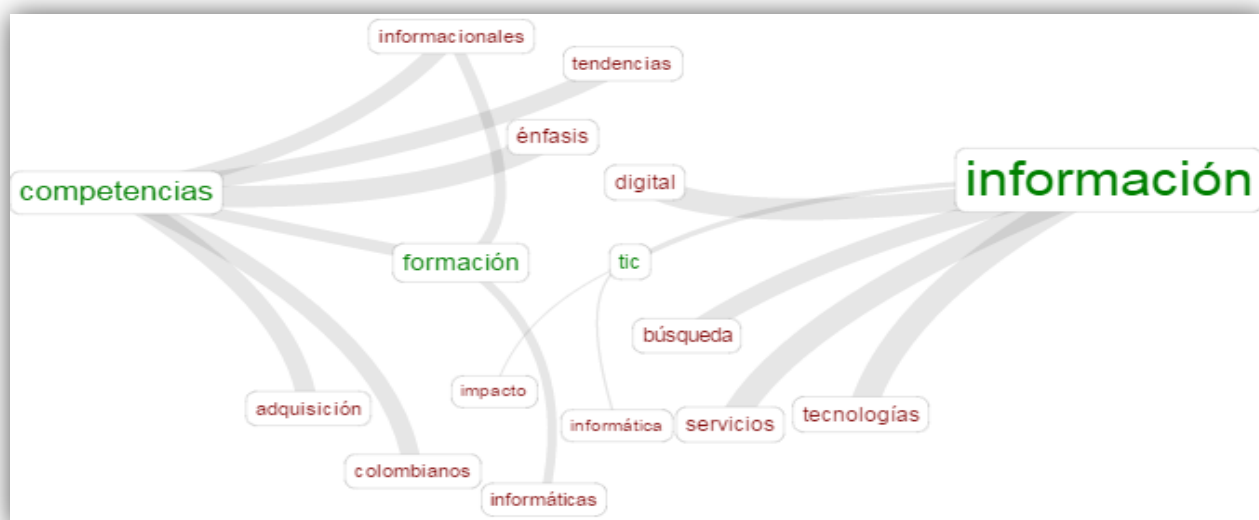 informacionales
tendencias
énfasis
digital
información
competencias
formación
tic
búsqueda
impacto
adquisición
informática
servicios
tecnologías
colombianos
informáticas